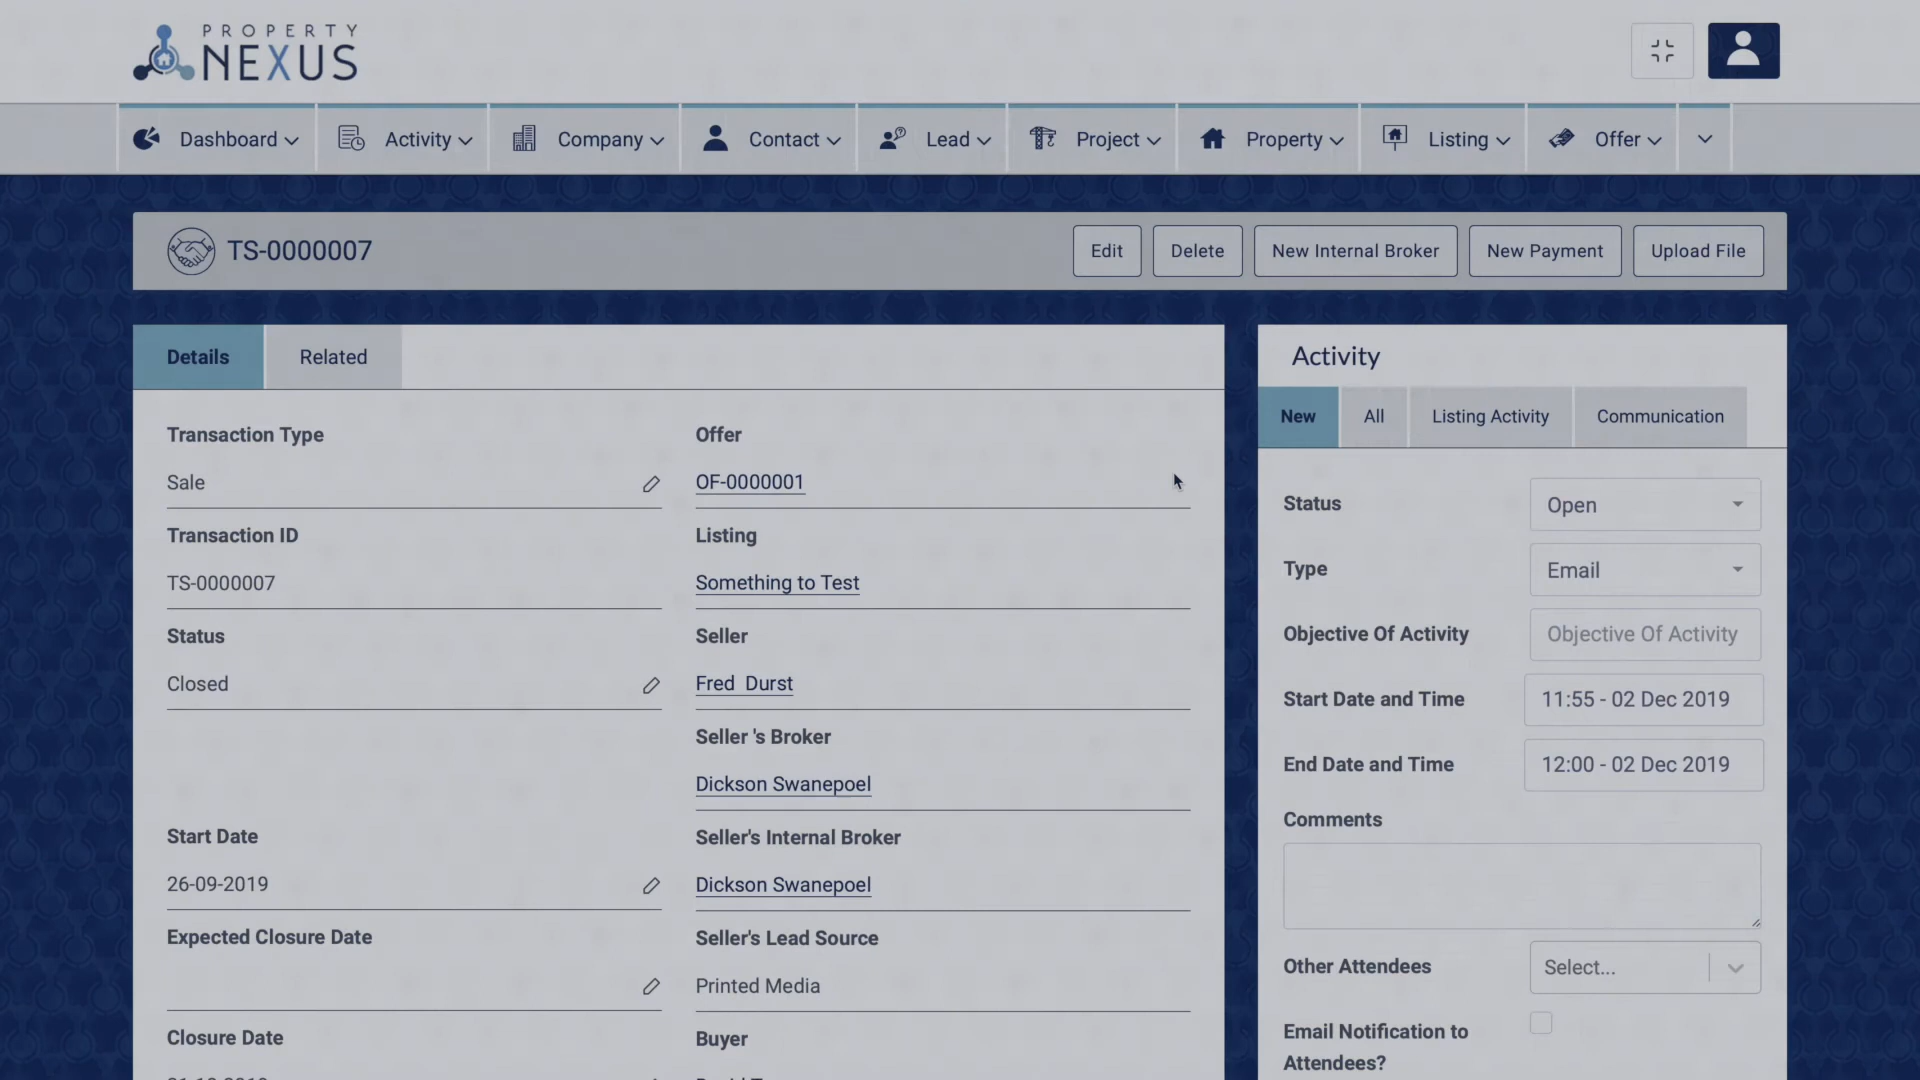 PROPERTY
NEXUS
Dashboard
Activity
Company
Contact
Lead
Project
Property
Listing
Offer
TS-0000007
Edit
Delete
New Internal Broker
New Payment
Upload File
Details
Related
Transaction Type
Sale
Transaction ID
TS-0000007
Status
Closed
Start Date
26-09-2019
Expected Closure Date
Closure Date
Offer
OF-0000001
Listing
Something to Test
Seller
Fred Durst
Seller 's Broker
Dickson Swanepoel
Seller's Internal Broker
Dickson Swanepoel
Seller's Lead Source
Printed Media
Buyer
Activity
New
All
Listing Activity
Communication
Status
Open
Type
Email
Objective Of Activity
Objective Of Activity
Start Date and Time
11:55 - 02 Dec 2019
End Date and Time
12:00 - 02 Dec 2019
Comments
Other Attendees
Select...
Email Notification to
Attendees?